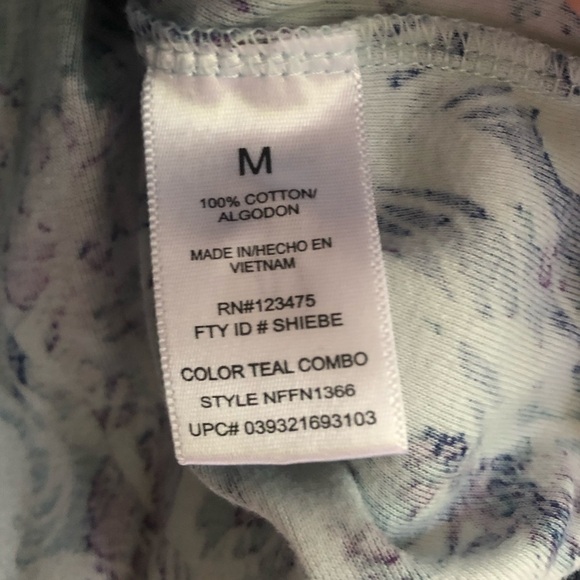 M
100% COTTON/
ALGODON
MADE IN/HECHO EN
VIETNAM
RN#123475
FTY ID # SHIEBE
COLOR TEAL COMBO
STYLE NFFN1366
UPC# 039321693103